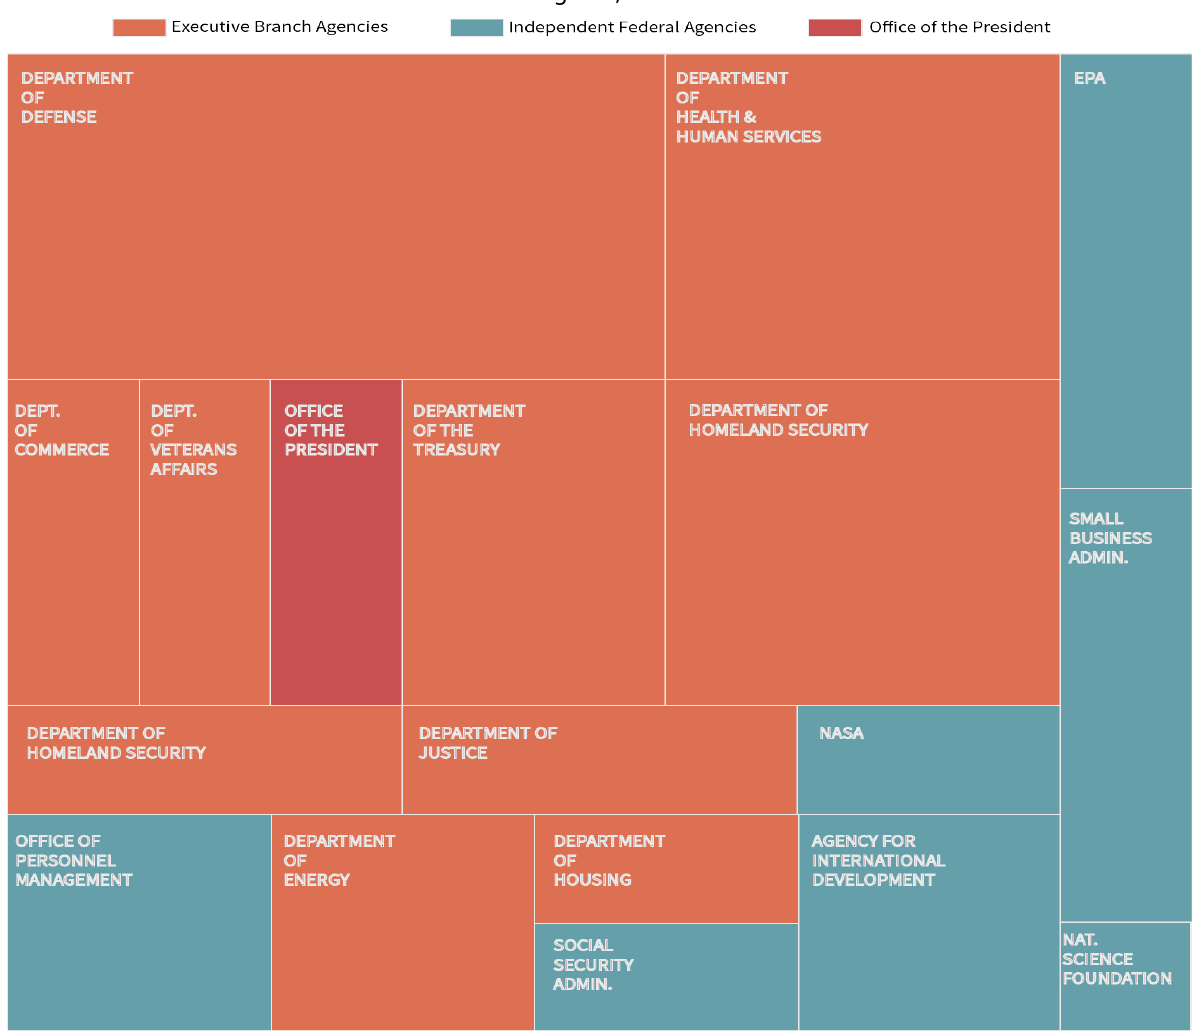 Executive Branch Agencies
Independent Federal Agencies
Office of the President
DEPARTMENT
OF
DEFENSE
DEPARTMENT
OF
HEALTH &
HUMAN SERVICES
EPA
DEPT.
OF
COMMERCE
DEPT.
OF
VETERANS
AFFAIRS
OFFICE
OF THE
PRESIDENT
DEPARTMENT
OF THE
TREASURY
DEPARTMENT OF
HOMELAND SECURITY
SMALL
BUSINESS
ADMIN.
DEPARTMENT OF
HOMELAND SECURITY
DEPARTMENT OF
JUSTICE
NASA
OFFICE OF
PERSONNEL
MANAGEMENT
DEPARTMENT
OF
ENERGY
DEPARTMENT
OF
HOUSING
AGENCY FOR
INTERNATIONAL
DEVELOPMENT
SOCIAL
SECURITY
ADMIN.
NAT.
SCIENCE
FOUNDATION